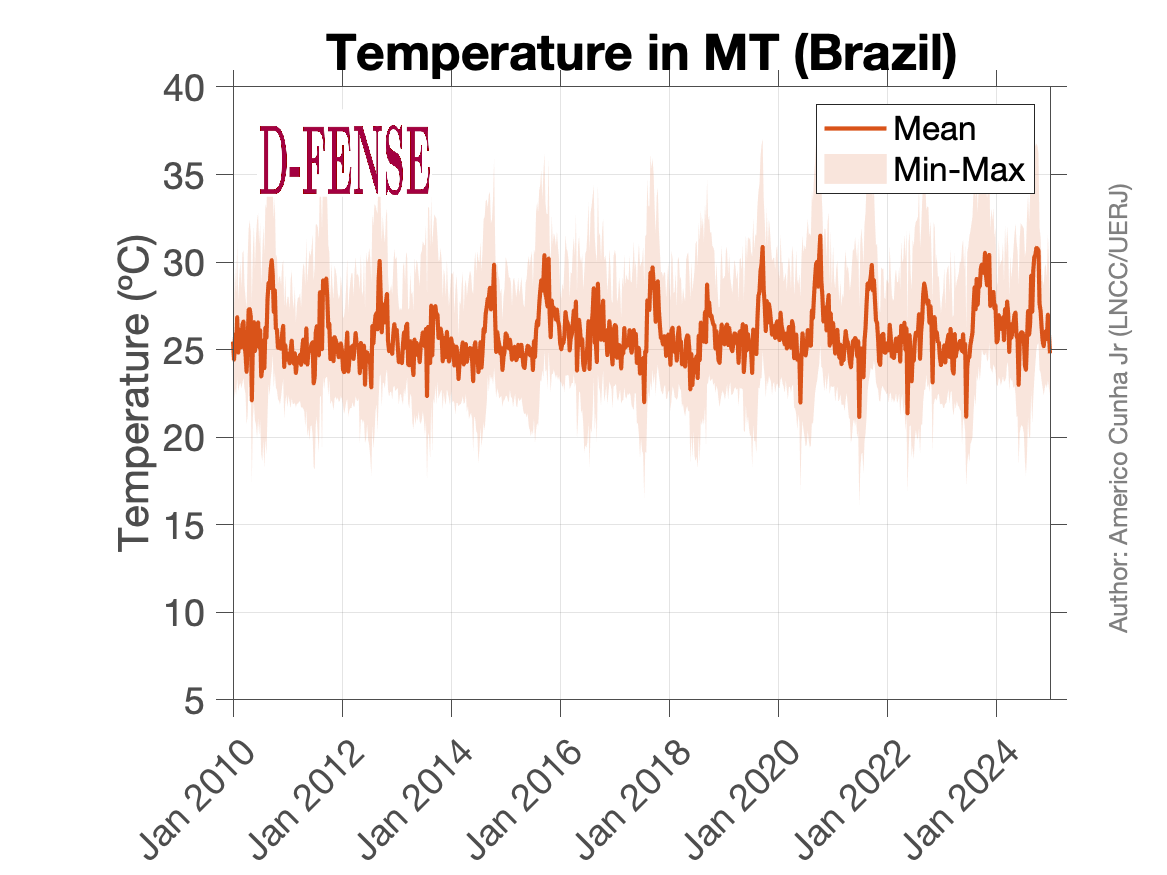 Temperature in MT (Brazil)
D-FENSE
Mean
Min-Max
40
35
30
25
20
15
10
5
Temperature (ºC)
Jan 2010
Jan 2012
Jan 2014
Jan 2016
Jan 2018
Jan 2020
Jan 2022
Jan 2024
Author: Americo Cunha Jr (LNCC/UERJ)